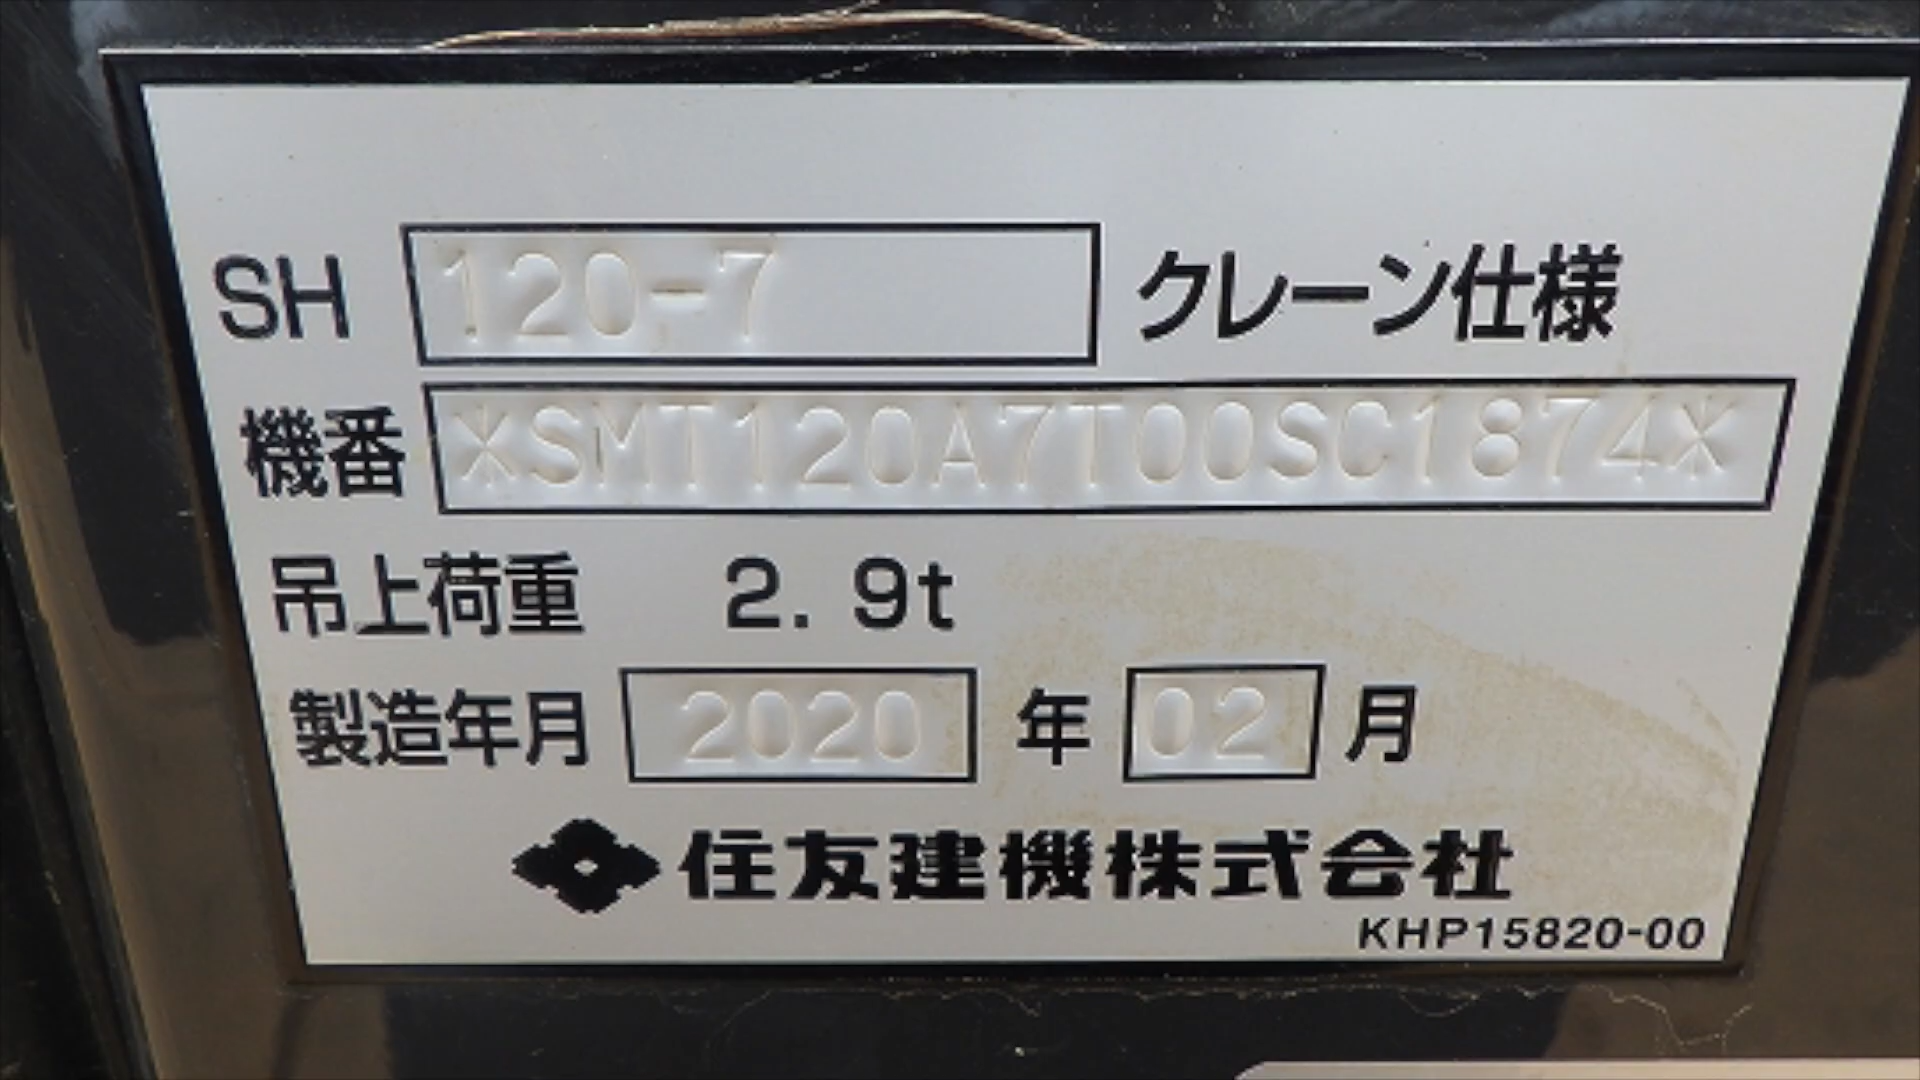 SH 120-7 クレーン仕様
機番 *SMT120A7T00SC1874*
吊上荷重 2.9t
製造年月 2020 年 02 月
住友建機株式会社
KHP15820-00